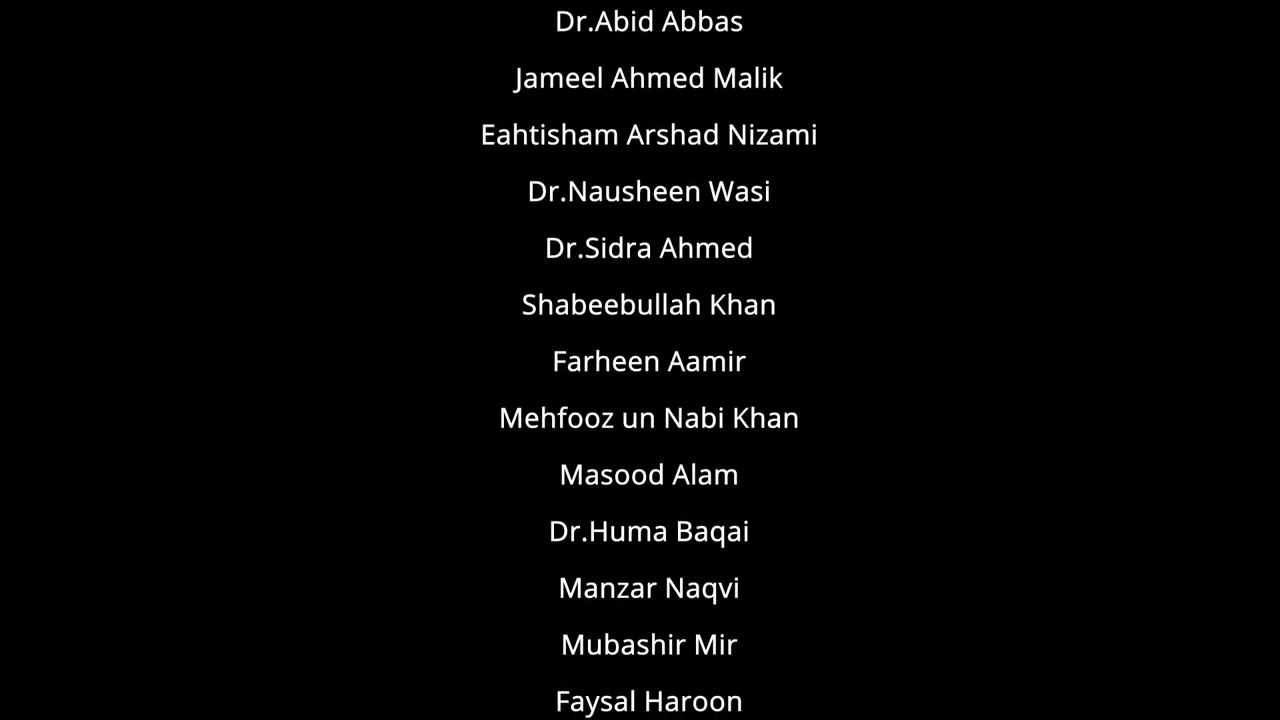 Dr.Abid Abbas
Jameel Ahmed Malik
Eahtisham Arshad Nizami
Dr.Nausheen Wasi
Dr.Sidra Ahmed
Shabeebullah Khan
Farheen Aamir
Mehfooz un Nabi Khan
Masood Alam
Dr.Huma Baqai
Manzar Naqvi
Mubashir Mir
Faysal Haroon